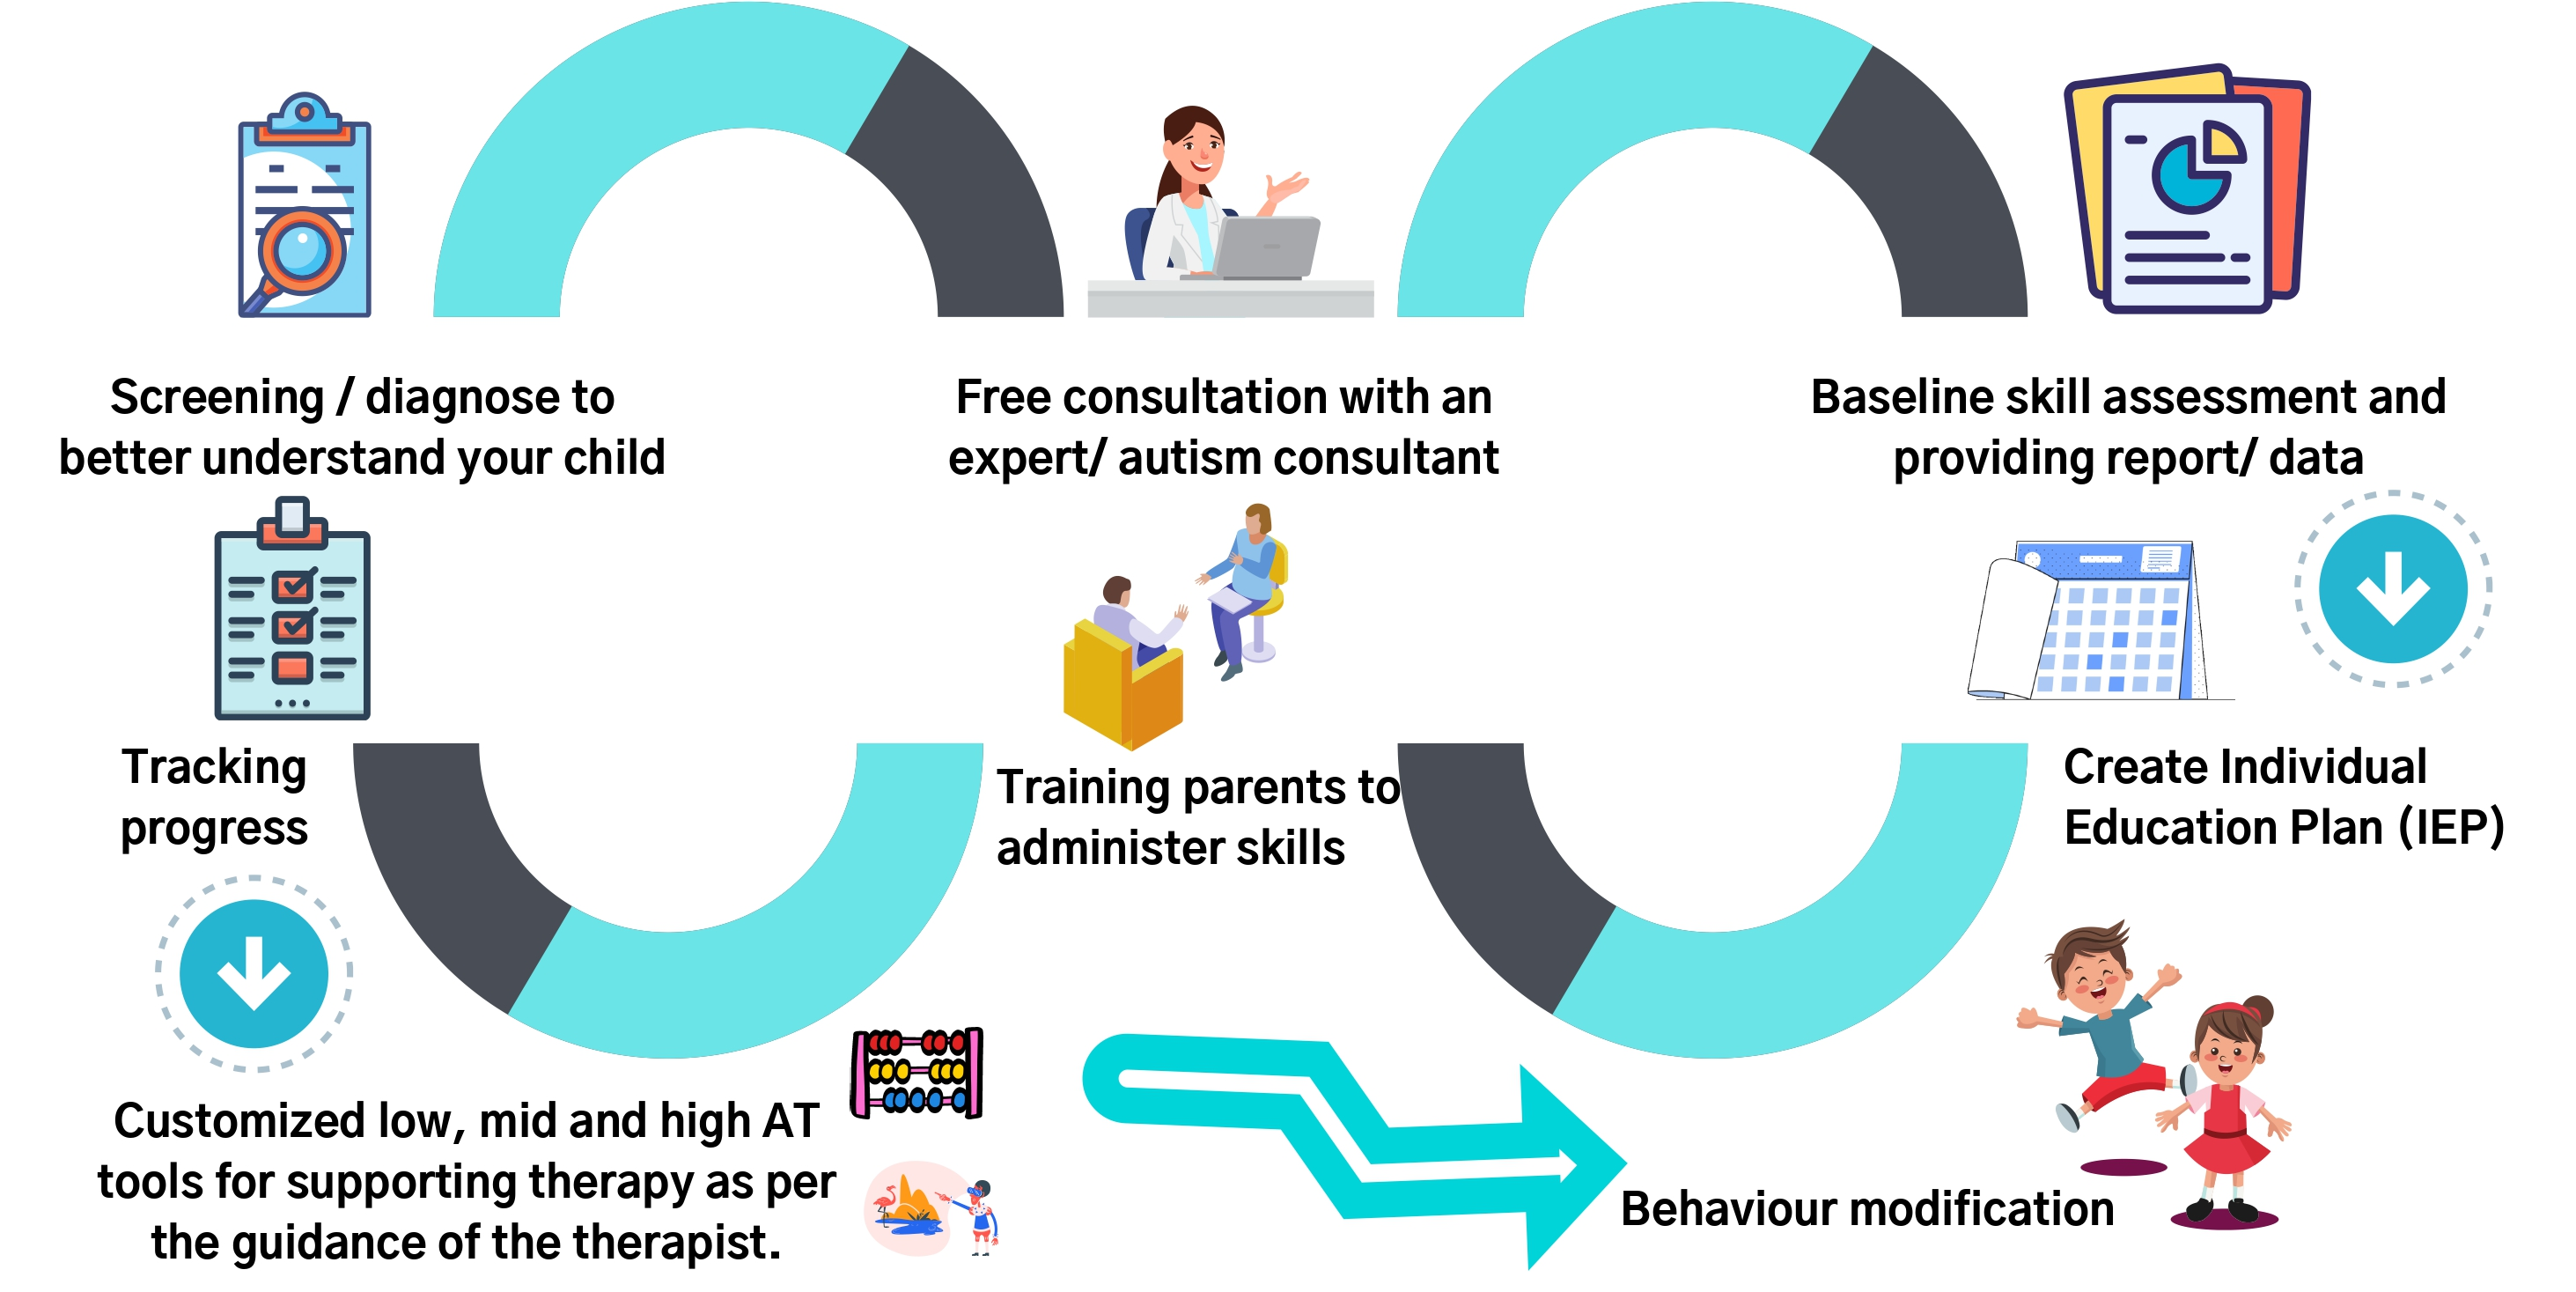 Screening / diagnose to
better understand your child
Free consultation with an
expert/ autism consultant
Baseline skill assessment and
providing report/ data
Create Individual
Education Plan (IEP)
Training parents to
administer skills
Tracking
progress
Customized low, mid and high AT
tools for supporting therapy as per
the guidance of the therapist.
Behaviour modification